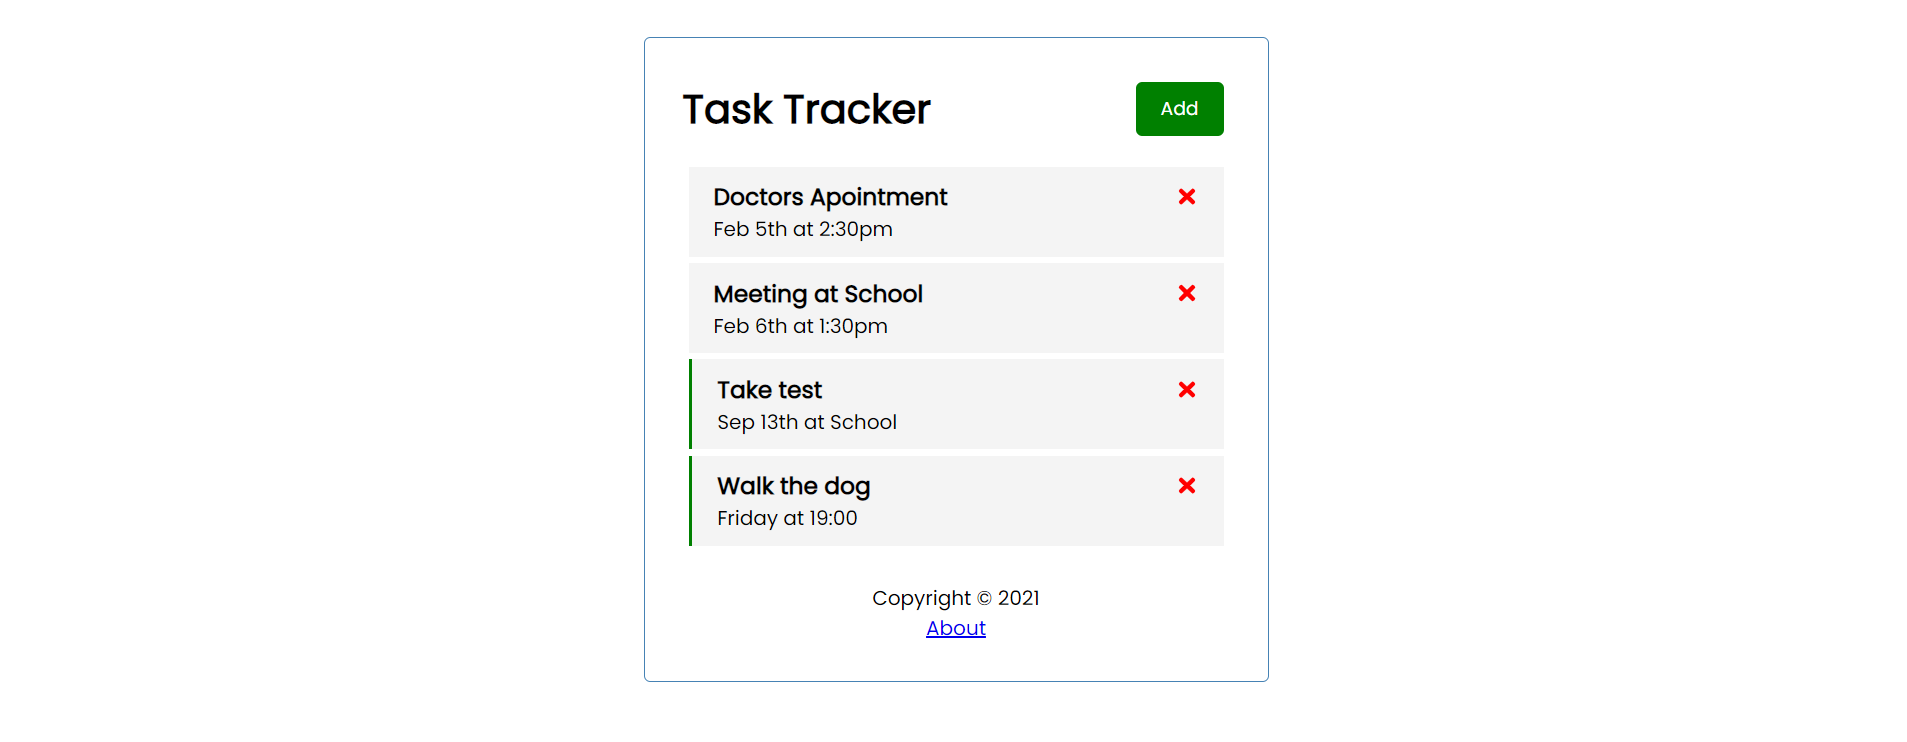 Task Tracker
Add
Doctors Apointment
Feb 5th at 2:30pm
Meeting at School
Feb 6th at 1:30pm
Take test
Sep 13th at School
Walk the dog
Friday at 19:00
Copyright © 2021
About